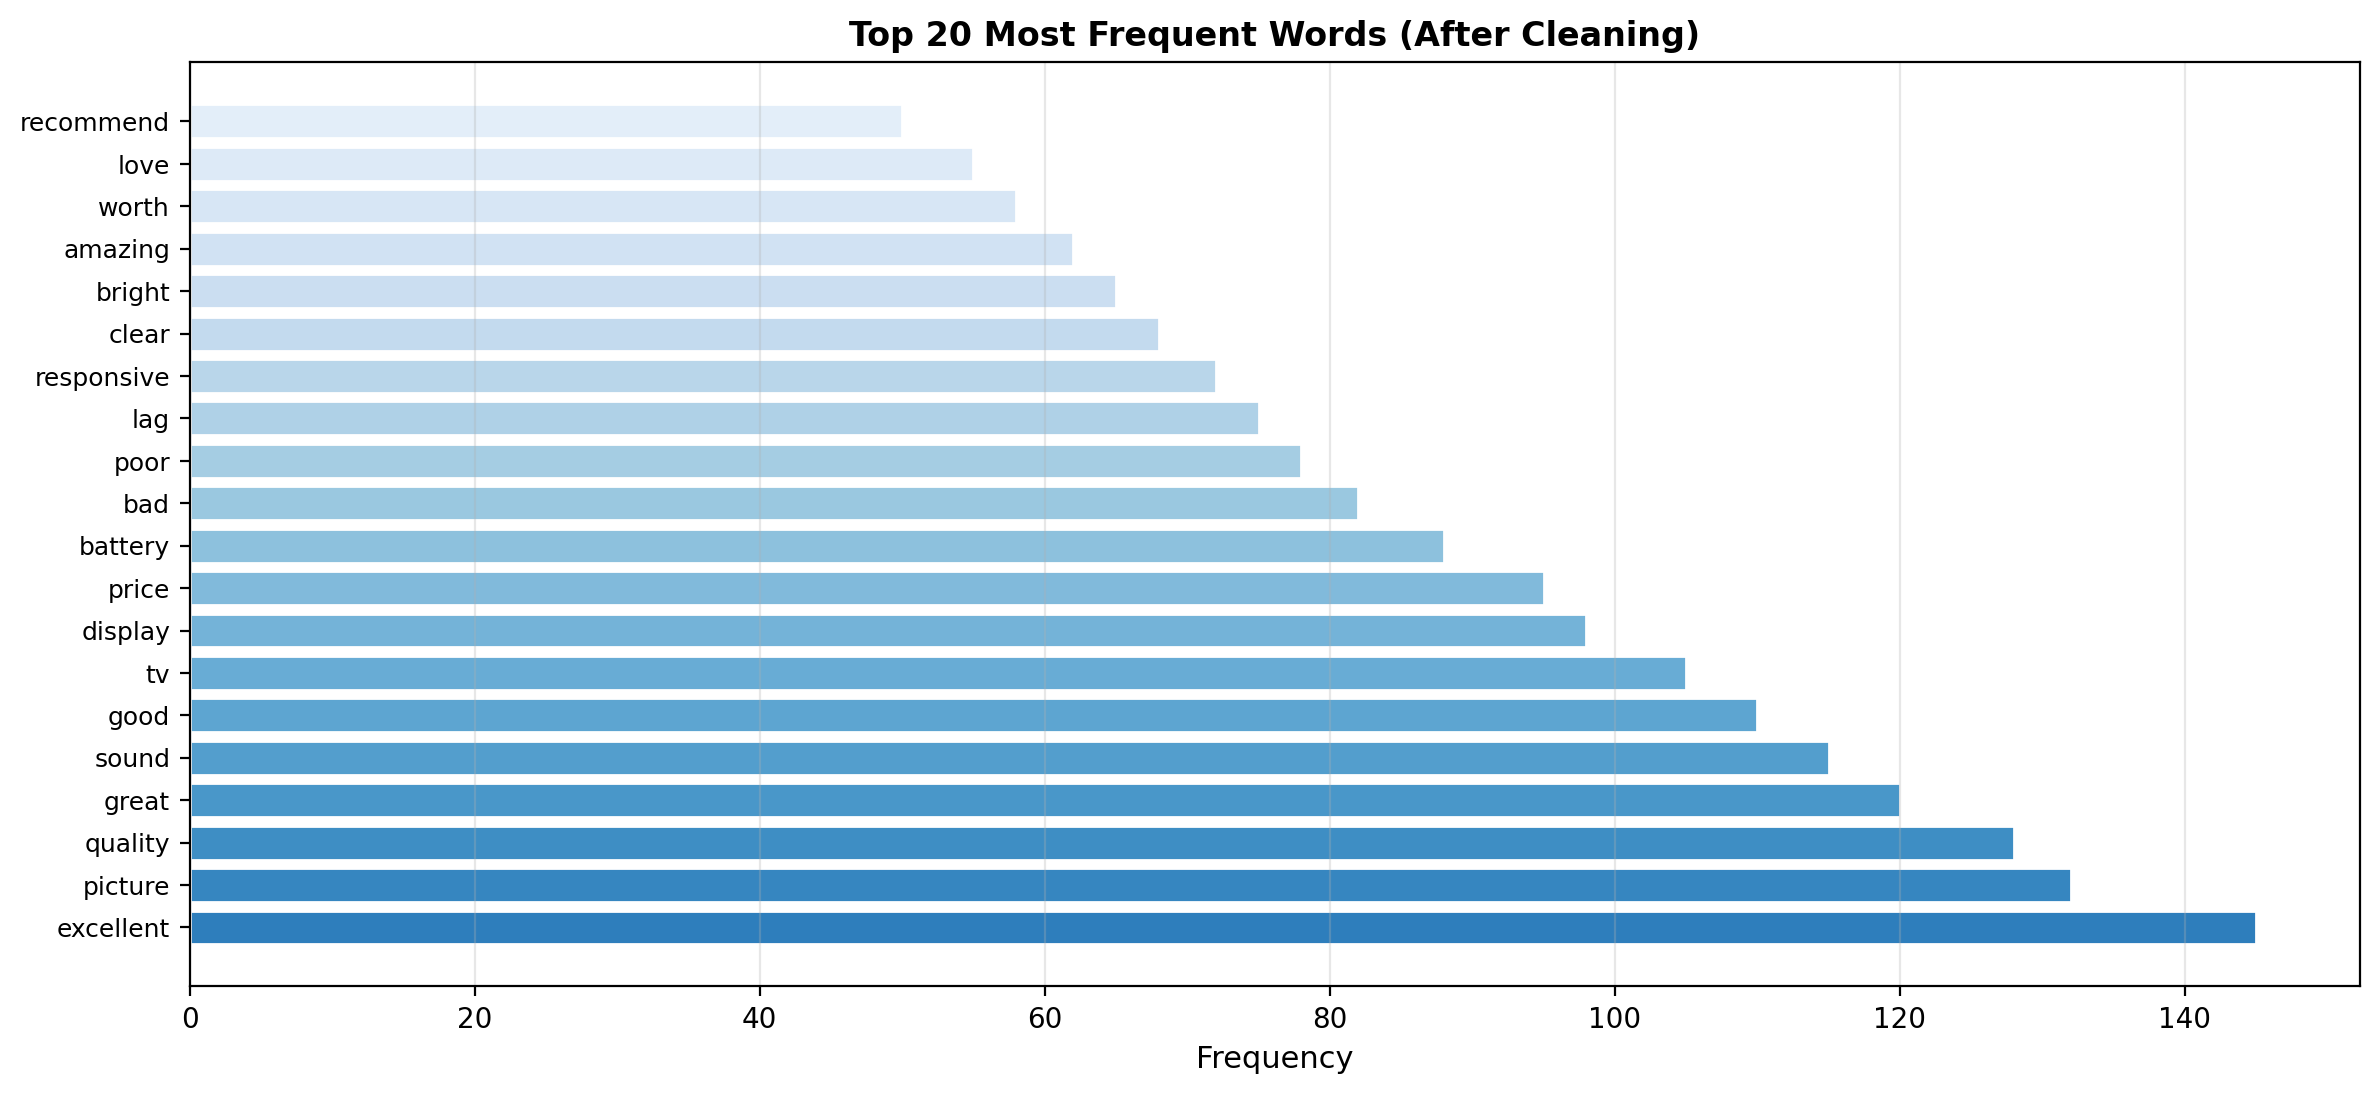 Top 20 Most Frequent Words (After Cleaning)
recommend
love
worth
amazing
bright
clear
responsive
lag
poor
bad
battery
price
display
tv
good
sound
great
quality
picture
excellent
0 20 40 60 80 100 120 140
Frequency